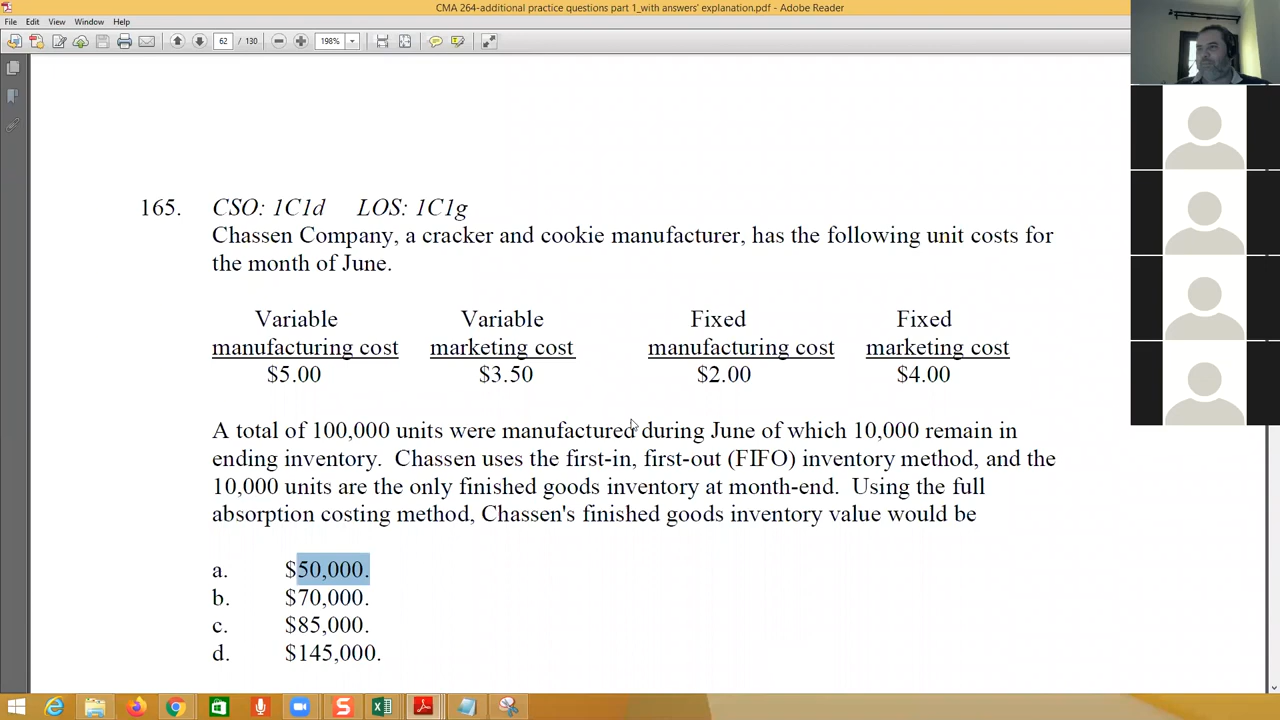 CMA 264-additional practice questions part 1_with answers' explanation.pdf - Adobe Reader
File Edit View Window Help
62 / 130 198%
165. CSO: 1C1d LOS: 1C1g
Chassen Company, a cracker and cookie manufacturer, has the following unit costs for
the month of June.
Variable Variable Fixed Fixed
manufacturing cost marketing cost manufacturing cost marketing cost
$5.00 $3.50 $2.00 $4.00
A total of 100,000 units were manufactured during June of which 10,000 remain in
ending inventory. Chassen uses the first-in, first-out (FIFO) inventory method, and the
10,000 units are the only finished goods inventory at month-end. Using the full
absorption costing method, Chassen's finished goods inventory value would be
a. $50,000.
b. $70,000.
c. $85,000.
d. $145,000.